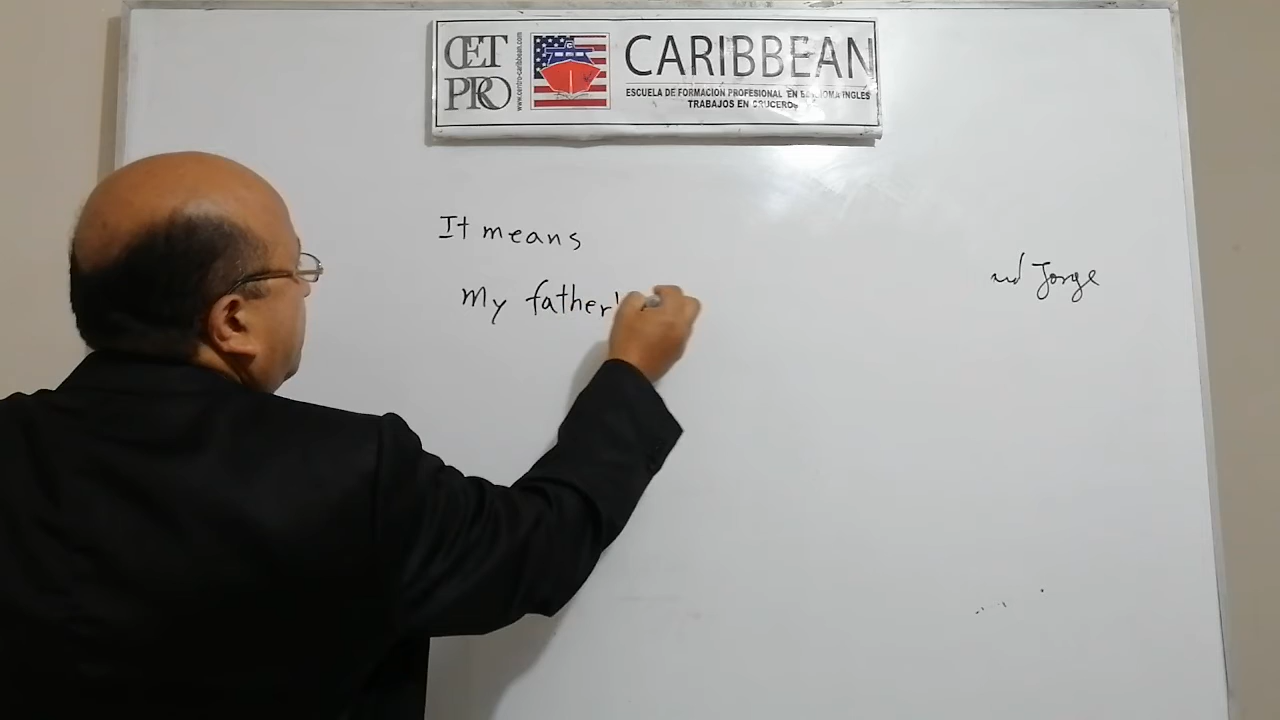 CET
PRO
www.centro-caribbean.com
C
CARIBBEAN
ESCUELA DE FORMACION PROFESIONAL EN EL IDIOMA INGLES
TRABAJOS EN CRUCEROS
It means
My father'
Jorge